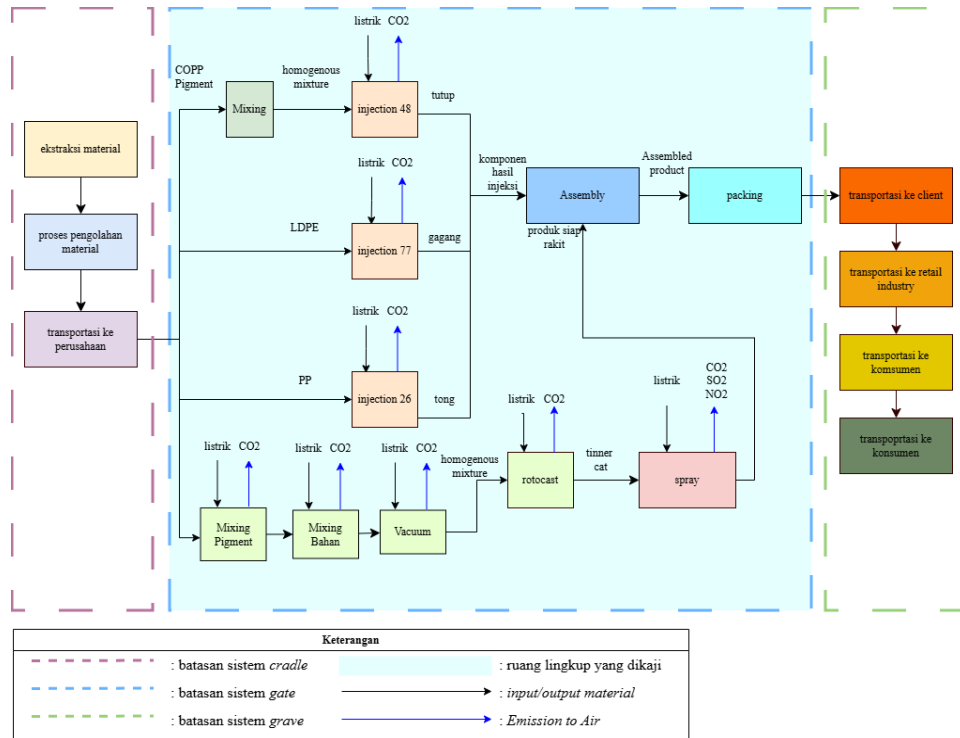 listrik CO2
COPP
Pigment
homogenous
mixture
Mixing
injection 48
tutup
ekstraksi material
proses pengolahan
material
transportasi ke
perusahaan
listrik CO2
LDPE
injection 77
gagang
komponen
hasil
injeksi
Assembly
produk siap
rakit
Assembled
product
packing
transportasi ke client
transportasi ke retail
industry
transportasi ke
komsumen
transpoprtasi ke
konsumen
listrik CO2
PP
injection 26
tong
listrik CO2
Mixing
Pigment
listrik CO2
Mixing
Bahan
listrik CO2
Vacuum
homogenous
mixture
listrik CO2
rotocast
tinner
cat
listrik
CO2
SO2
NO2
spray
Keterangan
: batasan sistem cradle
: ruang lingkup yang dikaji
: batasan sistem gate
: input/output material
: batasan sistem grave
: Emission to Air